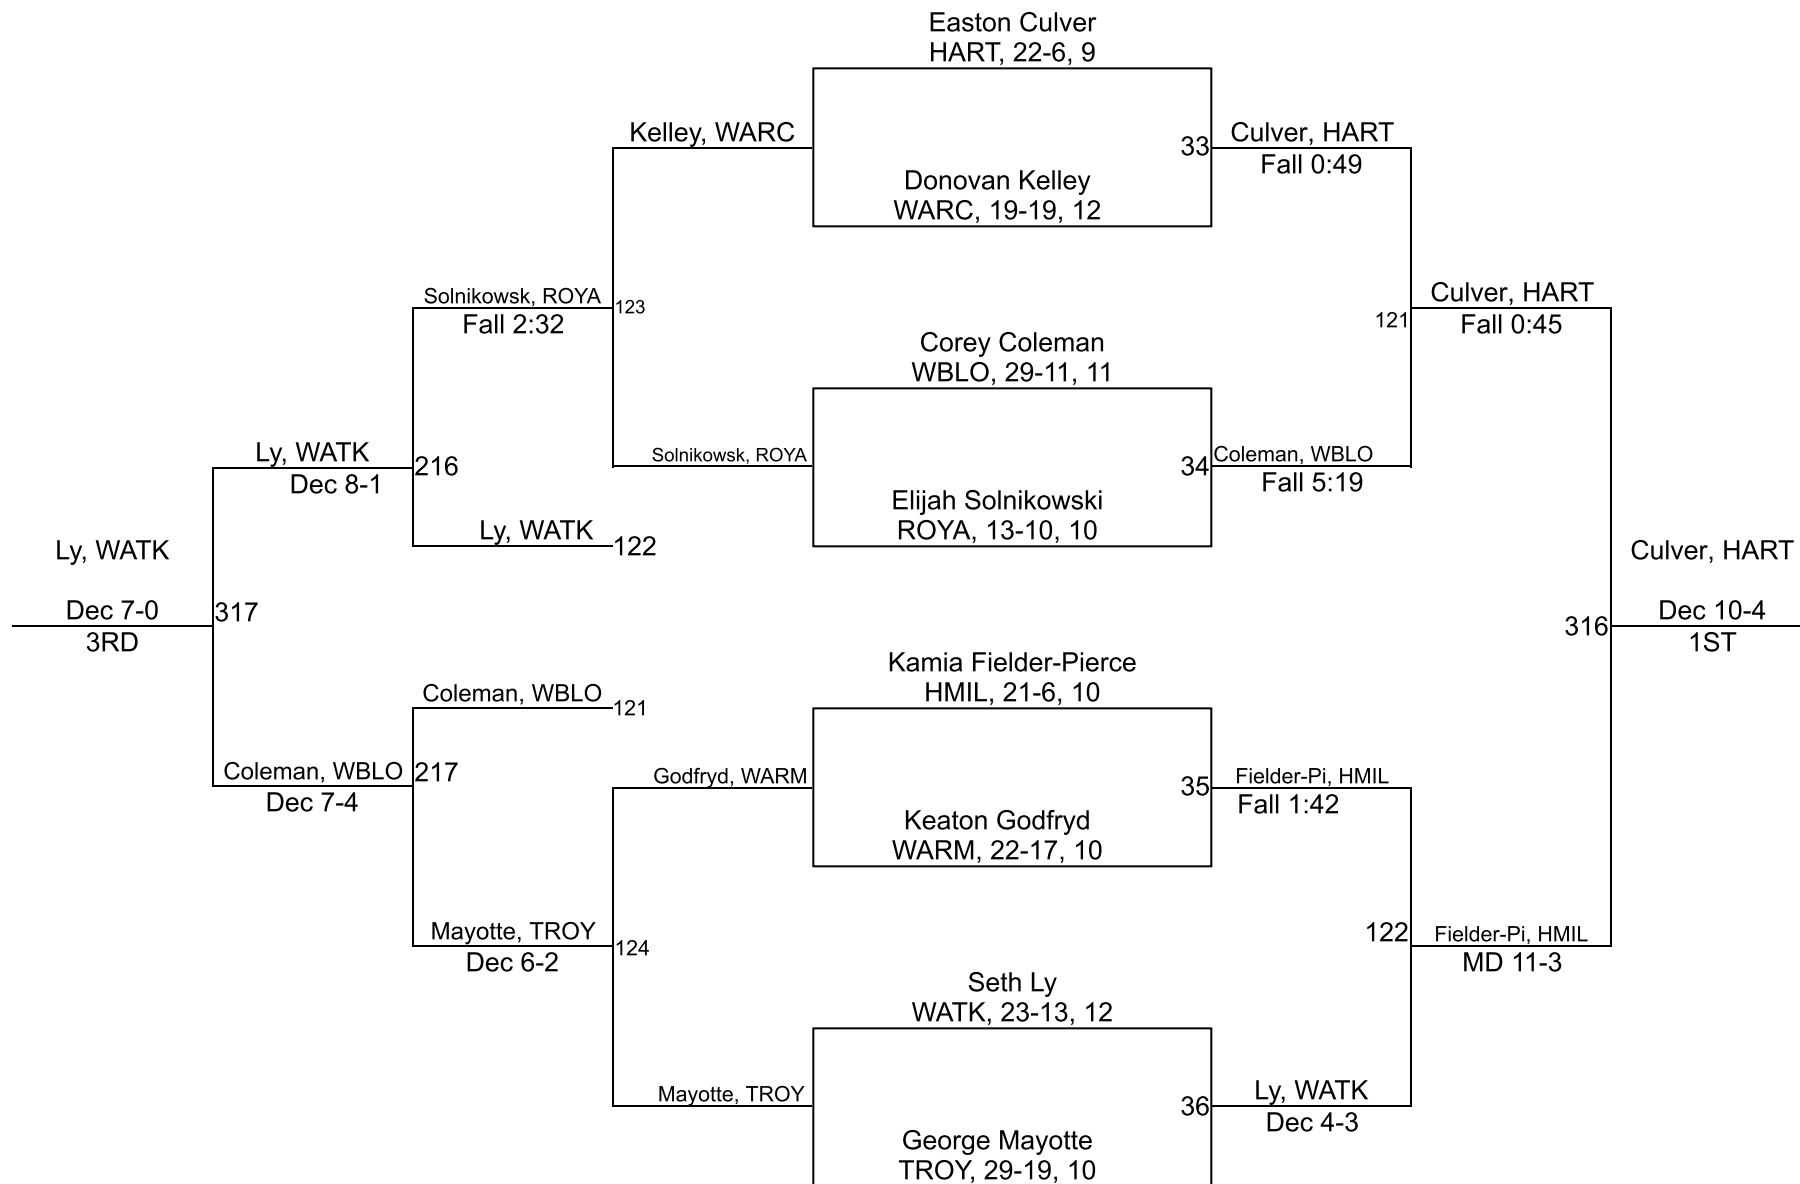 Easton Culver
HART, 22-6, 9
Kelley, WARC
33
Culver, HART
Fall 0:49
Donovan Kelley
WARC, 19-19, 12
Solnikowsk, ROYA
123
Fall 2:32
Culver, HART
121
Fall 0:45
Corey Coleman
WBLO, 29-11, 11
Ly, WATK
216
Dec 8-1
Solnikowsk, ROYA
34
Coleman, WBLO
Fall 5:19
Elijah Solnikowski
ROYA, 13-10, 10
Ly, WATK
122
Ly, WATK
Culver, HART
Dec 7-0
317
3RD
316
Dec 10-4
1ST
Kamia Fielder-Pierce
HMIL, 21-6, 10
Coleman, WBLO
121
Coleman, WBLO
217
Dec 7-4
Godfryd, WARM
35
Fielder-Pi, HMIL
Fall 1:42
Keaton Godfryd
WARM, 22-17, 10
Mayotte, TROY
124
Dec 6-2
122
Fielder-Pi, HMIL
MD 11-3
Seth Ly
WATK, 23-13, 12
Mayotte, TROY
36
Ly, WATK
Dec 4-3
George Mayotte
TROY, 29-19, 10